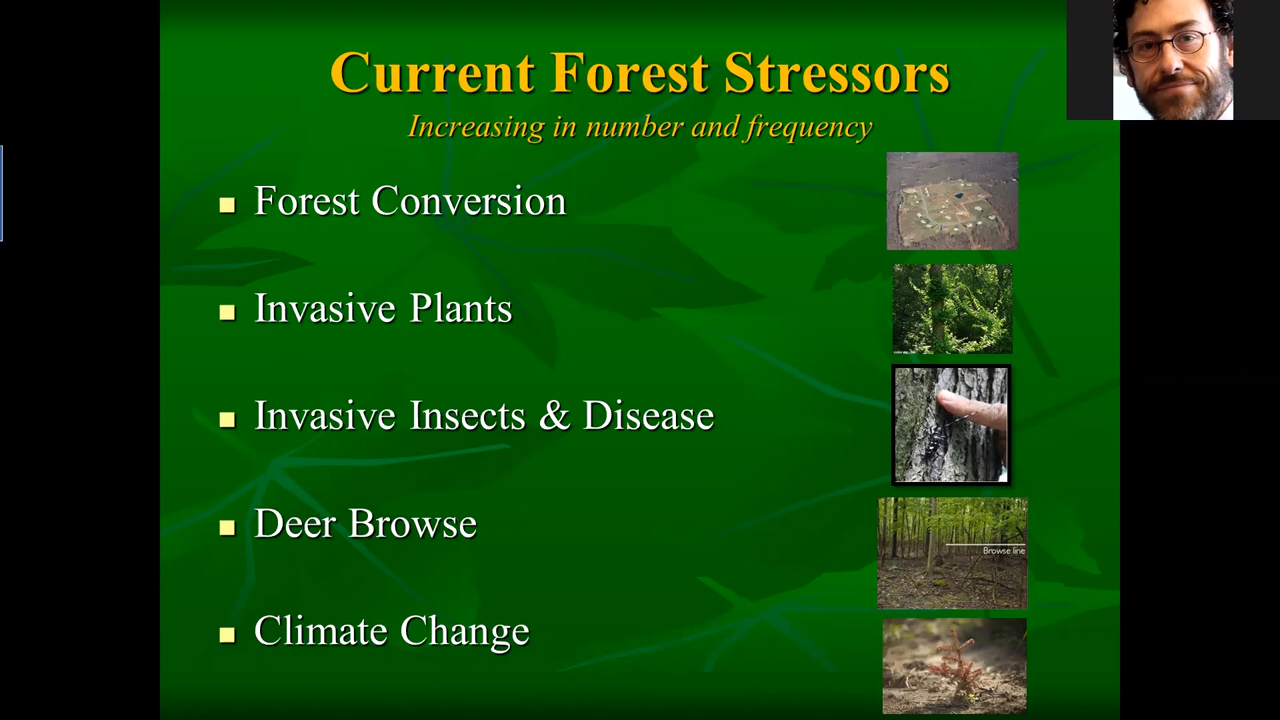 Current Forest Stressors
Increasing in number and frequency
Forest Conversion
Invasive Plants
Invasive Insects & Disease
Deer Browse
Browse line
Climate Change